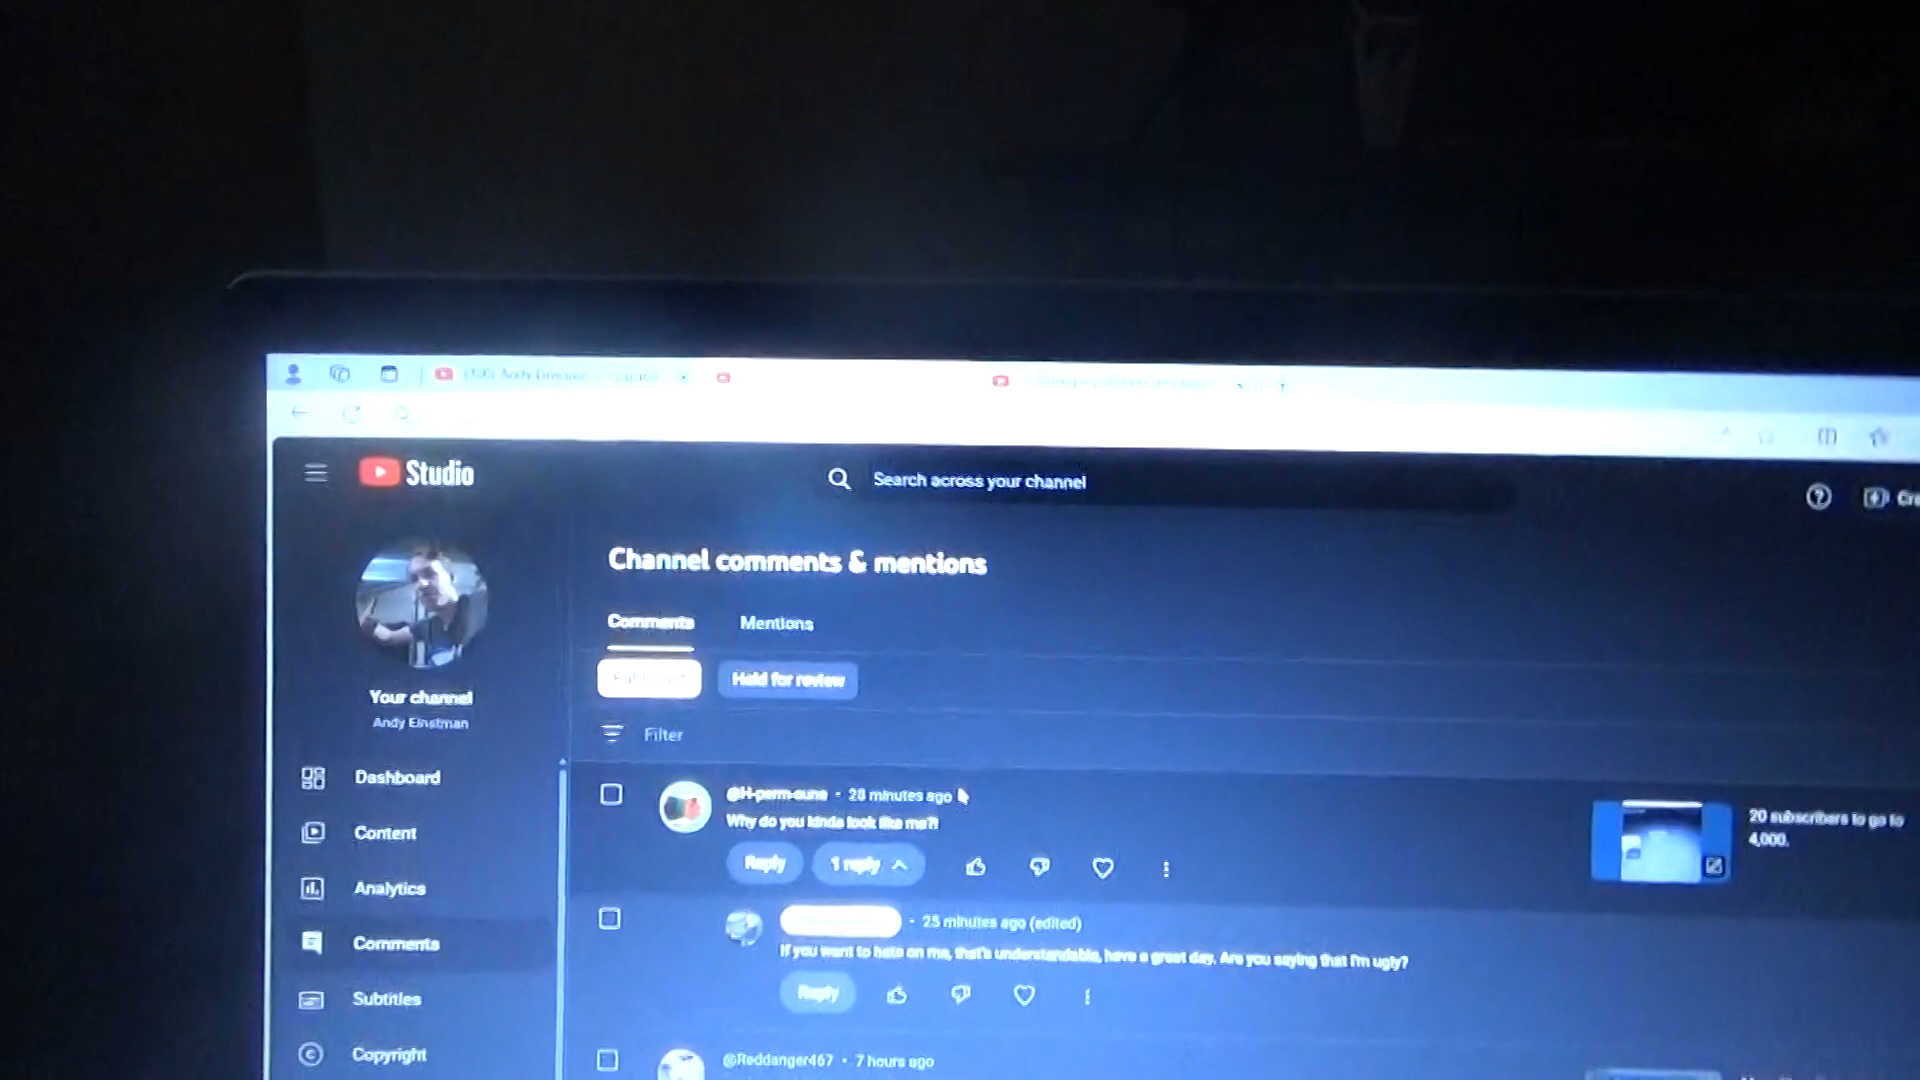 Studio
Search across your channel
Channel comments & mentions
Comments Mentions
Held for review
Filter
Your channel
Andy Einstman
Dashboard
Content
Analytics
Comments
Subtitles
Copyright
28 minutes ago
Why do you kinda look like me?!
Reply 1 reply
20 subscribers to go to
4,000.
25 minutes ago (edited)
If you want to hate on me, that's understandable, have a great day. Are you saying that I'm ugly?
Reply
@Reddanger467 • 7 hours ago